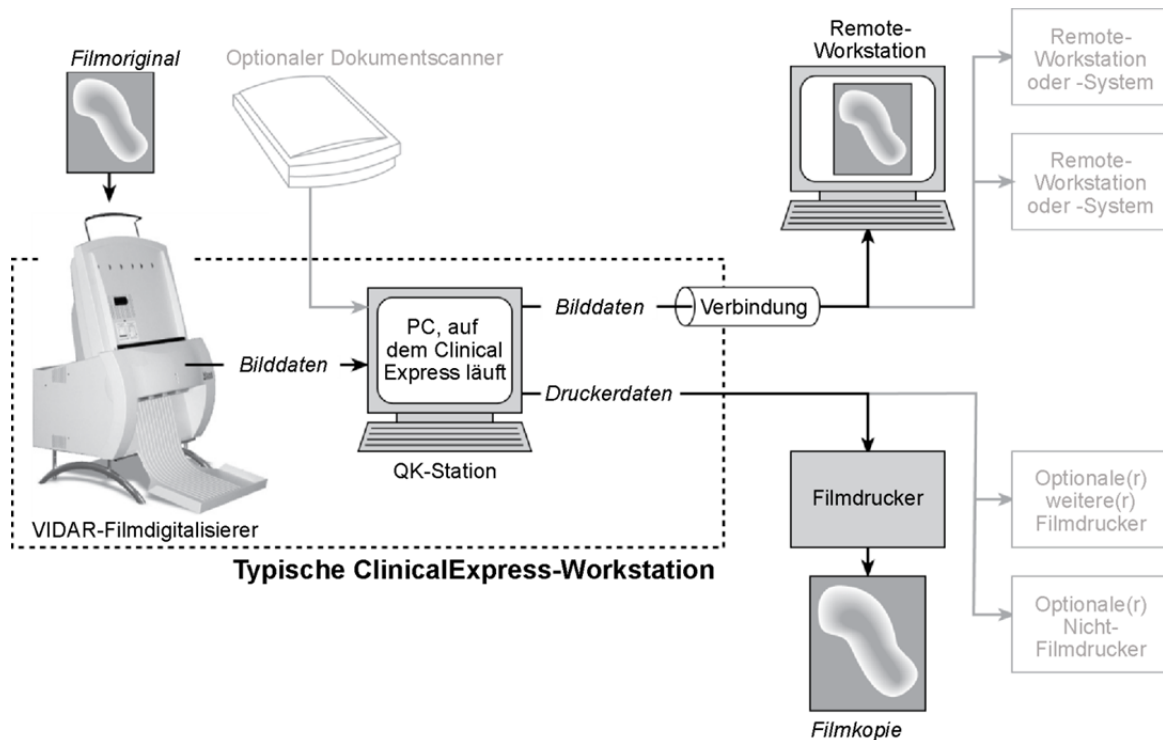 Filmoriginal
Optionaler Dokumentscanner
Remote-
Workstation
Remote-
Workstation
oder -System
Remote-
Workstation
oder -System
Bilddaten
PC, auf
dem Clinical
Express läuft
Bilddaten
Verbindung
Druckerdaten
QK-Station
VIDAR-Filmdigitalisierer
Typische ClinicalExpress-Workstation
Filmdrucker
Optionale(r)
weitere(r)
Filmdrucker
Optionale(r)
Nicht-
Filmdrucker
Filmkopie